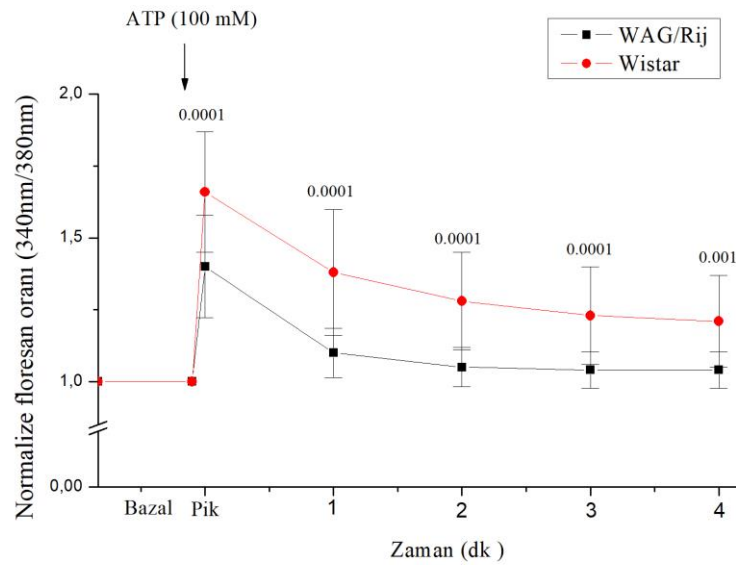 ATP (100 mM)
WAG/Rij
Wistar
2,0
0.0001
0.0001
0.0001
0.0001
0.001
1,5
1,0
0,00
Normalize floresan oranı (340nm/380nm)
Bazal Pik 1 2 3 4
Zaman (dk )